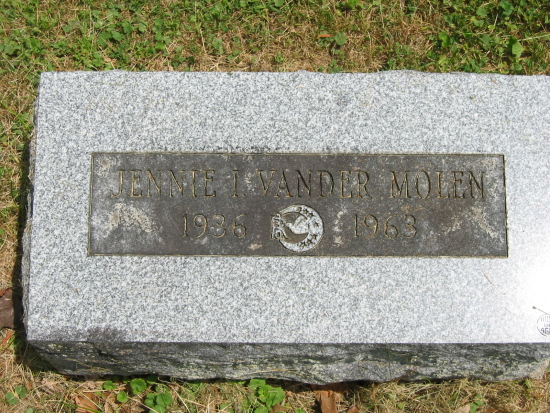 JENNIE I. VANDER MOLEN
1936 1963